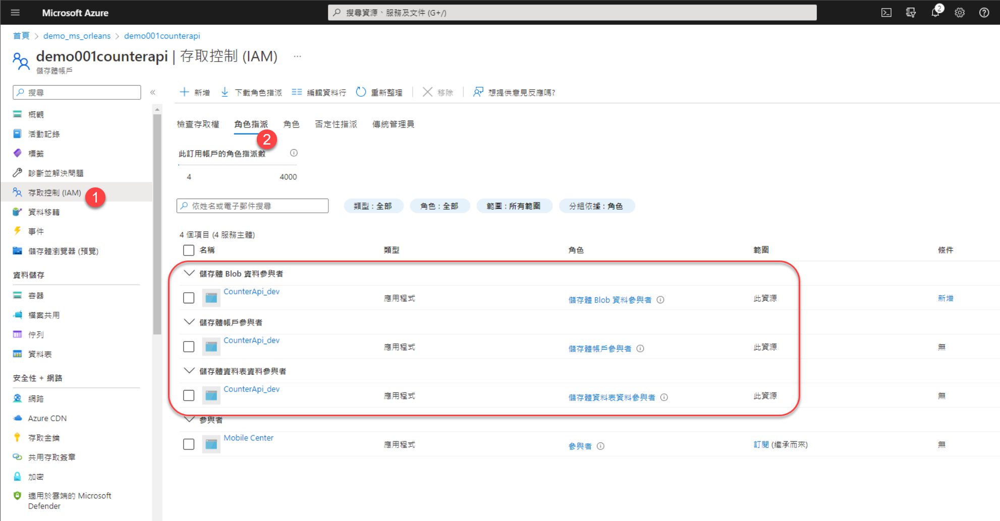 Microsoft Azure
搜尋資源、服務及文件 (G+/)
2
首頁 > demo_ms_orleans > demo001counterapi
demo001counterapi | 存取控制 (IAM) ...
儲存體帳戶
搜尋
«
新增 下載角色指派 編輯資料行 重新整理 移除 想提供意見反應嗎?
概觀
活動記錄
標籤
診斷並解決問題
存取控制 (IAM)
1
資料移轉
事件
儲存體瀏覽器 (預覽)
資料儲存
容器
檔案共用
佇列
資料表
安全性 + 網路
網路
Azure CDN
存取金鑰
共用存取簽章
加密
適用於雲端的 Microsoft
Defender
檢查存取權 角色指派 角色 否定性指派 傳統管理員
2
此訂用帳戶的角色指派數
4 4000
依姓名或電子郵件搜尋 類型 : 全部 角色 : 全部 範圍 : 所有範圍 分組依據 : 角色
4 個項目 (4 服務主體)
名稱 類型 角色 範圍 條件
儲存體 Blob 資料參與者
CounterApi_dev 應用程式 儲存體 Blob 資料參與者 此資源 新增
儲存體帳戶參與者
CounterApi_dev 應用程式 儲存體帳戶參與者 此資源 無
儲存體資料表資料參與者
CounterApi_dev 應用程式 儲存體資料表資料參與者 此資源 無
參與者
Mobile Center 應用程式 參與者 訂閱 (繼承而來) 無